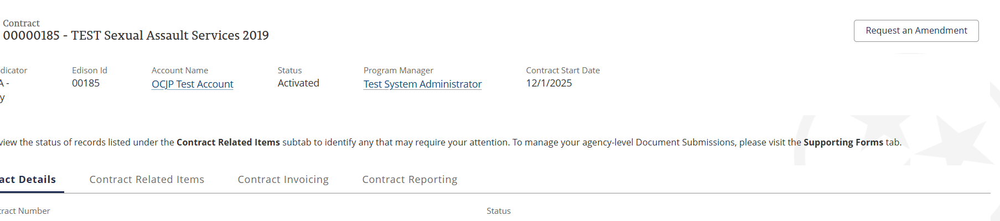 Contract
00000185 - TEST Sexual Assault Services 2019
Request an Amendment
dicator
Edison Id
Account Name
Status
Program Manager
Contract Start Date
A -
00185
OCJP Test Account
Activated
Test System Administrator
12/1/2025
y
view the status of records listed under the Contract Related Items subtab to identify any that may require your attention. To manage your agency-level Document Submissions, please visit the Supporting Forms tab.
act Details
Contract Related Items
Contract Invoicing
Contract Reporting
tract Number
Status